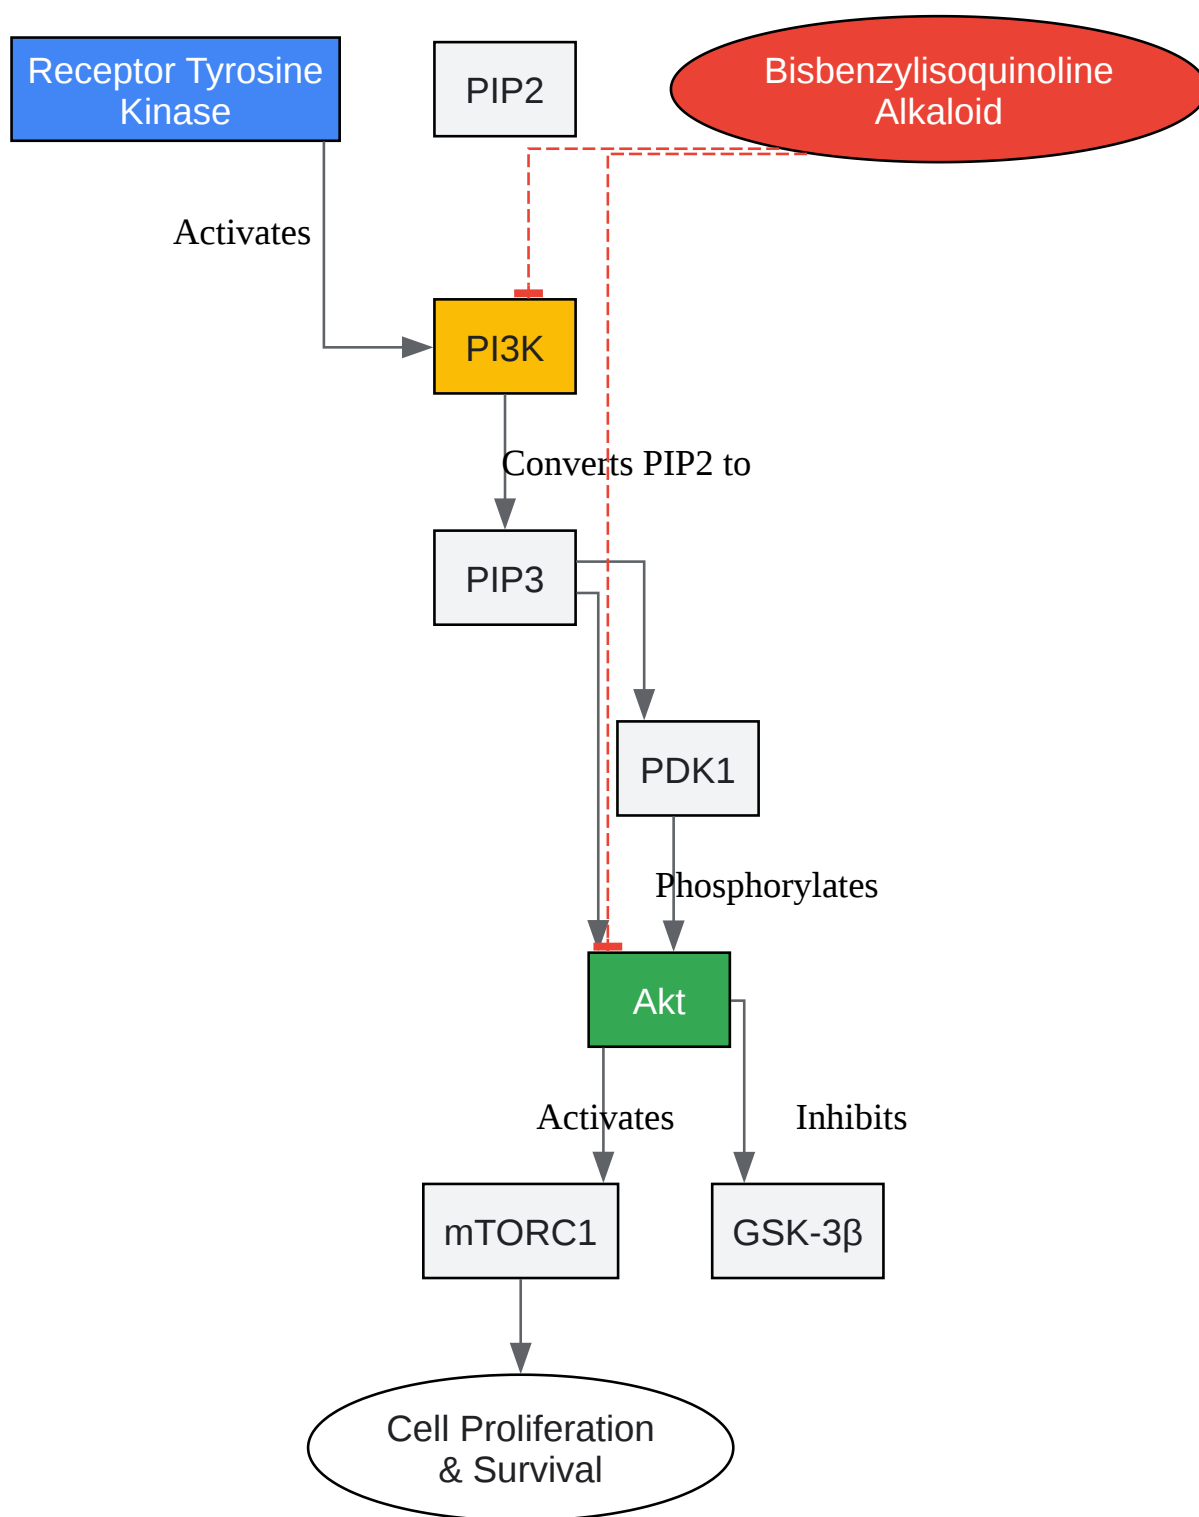 Receptor Tyrosine
Kinase
PIP2
Bisbenzylisoquinoline
Alkaloid
Activates
PI3K
Converts PIP2 to
PIP3
PDK1
Phosphorylates
Akt
Activates
Inhibits
mTORC1
GSK-3β
Cell Proliferation
& Survival